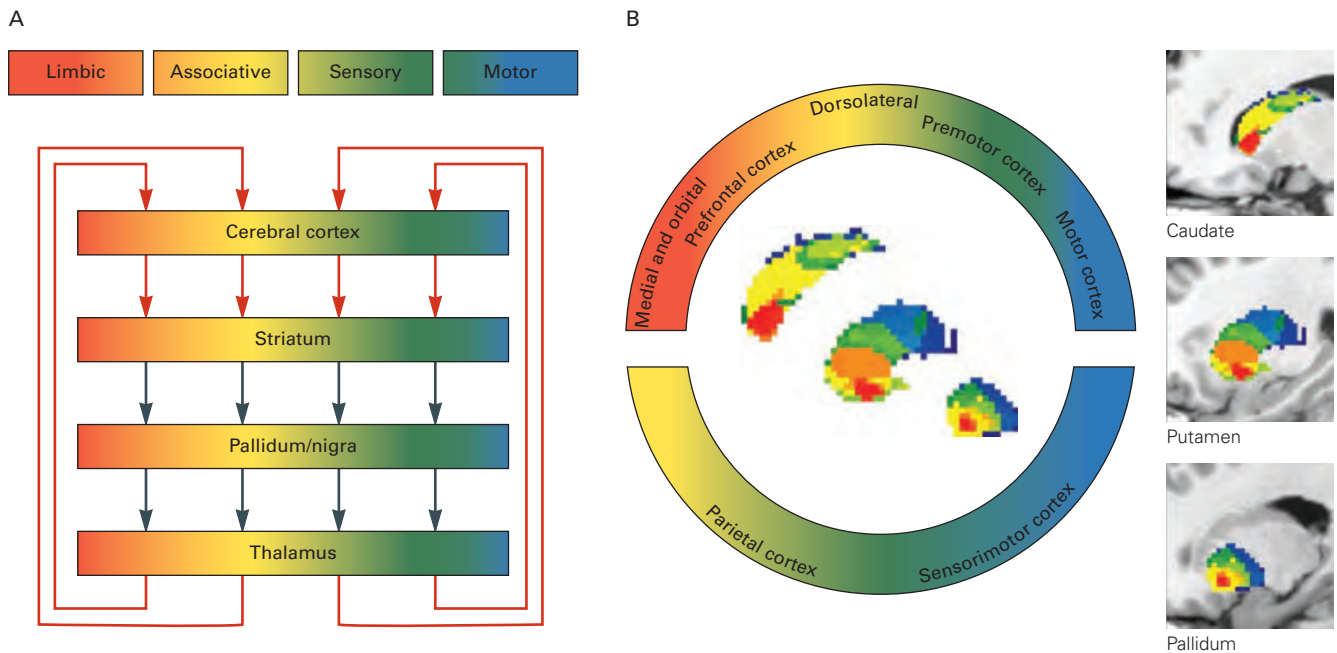 A
B
Limbic
Associative
Sensory
Motor
Cerebral cortex
Striatum
Pallidum/nigra
Thalamus
Medial and orbital
Prefrontal cortex
Dorsolateral
Premotor cortex
Motor cortex
Parietal cortex
Sensorimotor cortex
Caudate
Putamen
Pallidum